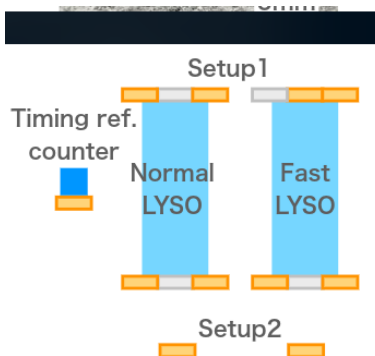 Setup1
Timing ref.
counter
Normal
LYSO
Fast
LYSO
Setup2